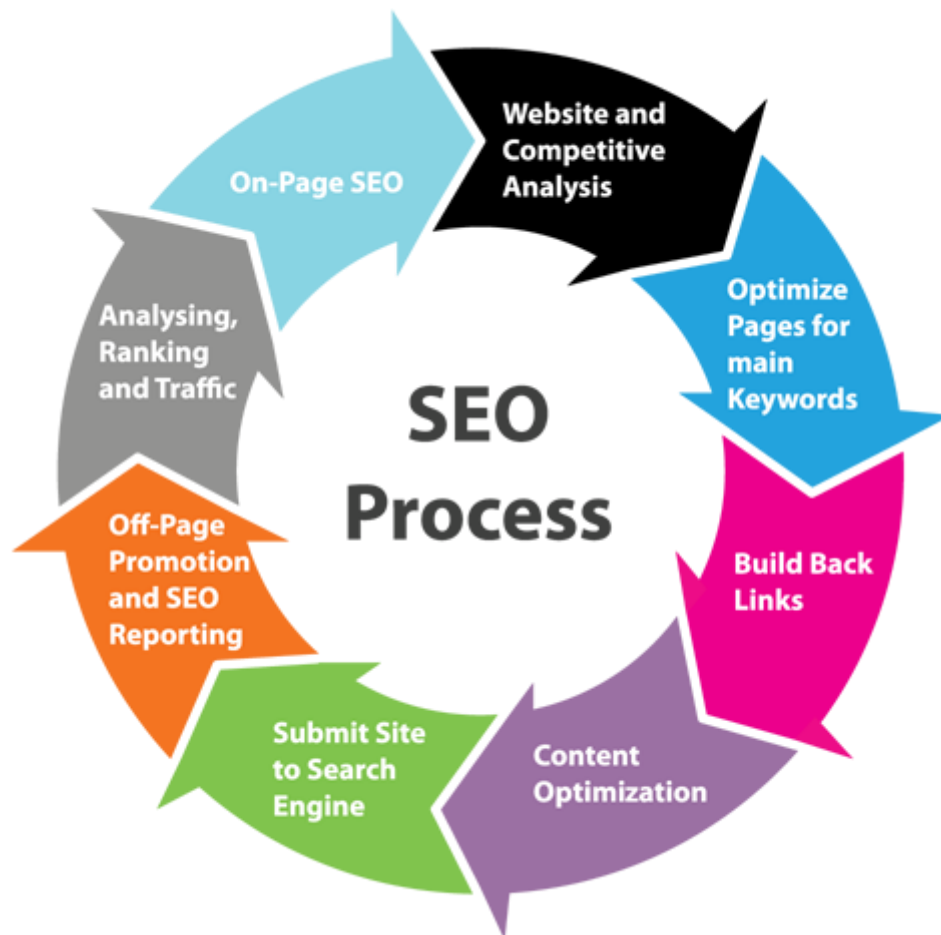 SEO
Process
Website and
Competitive
Analysis
Optimize
Pages for
main
Keywords
Build Back
Links
Content
Optimization
Submit Site
to Search
Engine
Off-Page
Promotion
and SEO
Reporting
Analysing,
Ranking
and Traffic
On-Page SEO